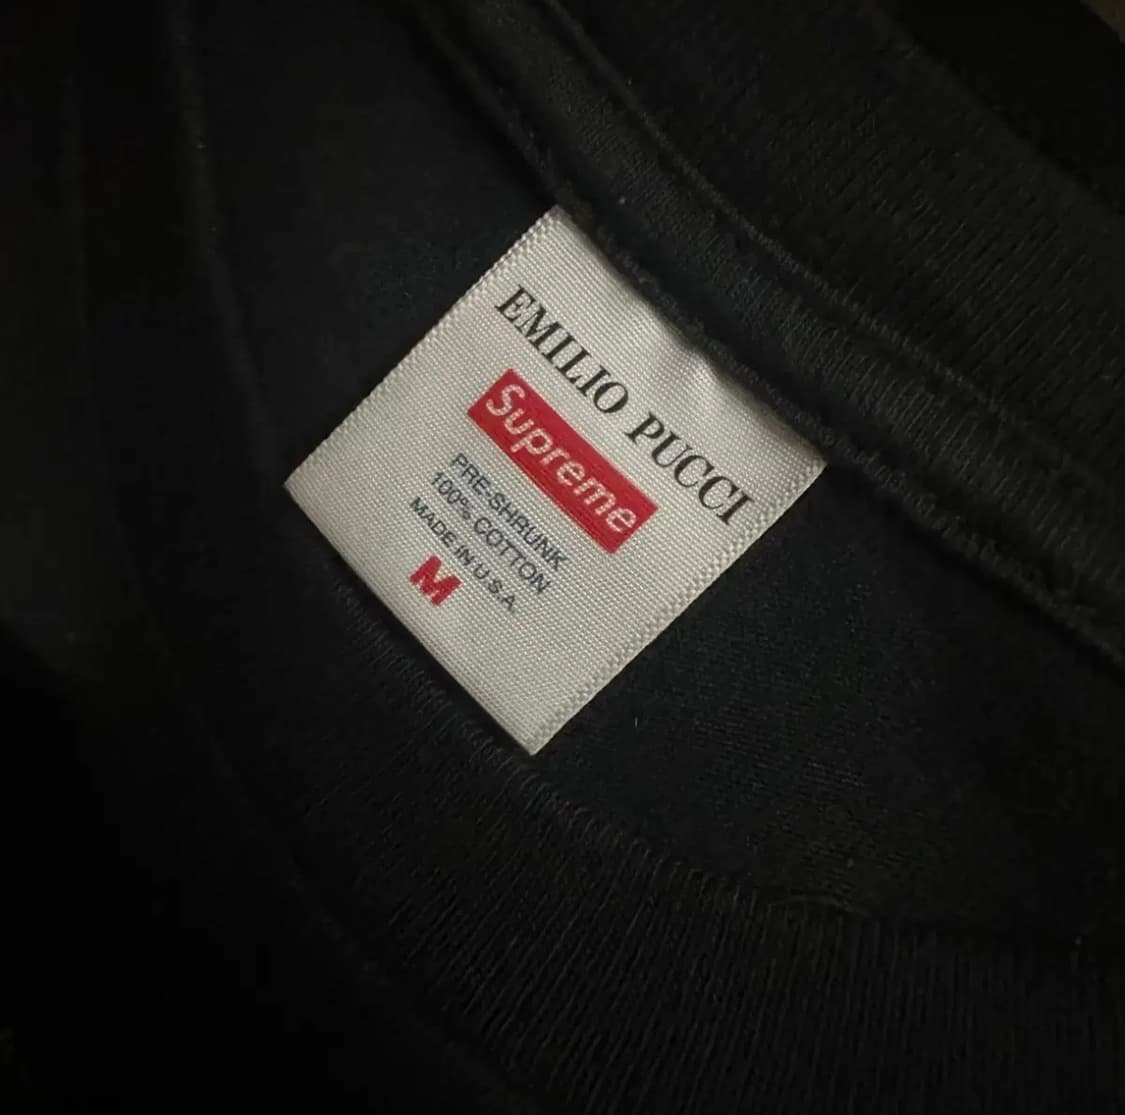 EMILIO PUCCI
Supreme
PRE-SHRUNK
100% COTTON
MADE IN U.S.A.
M